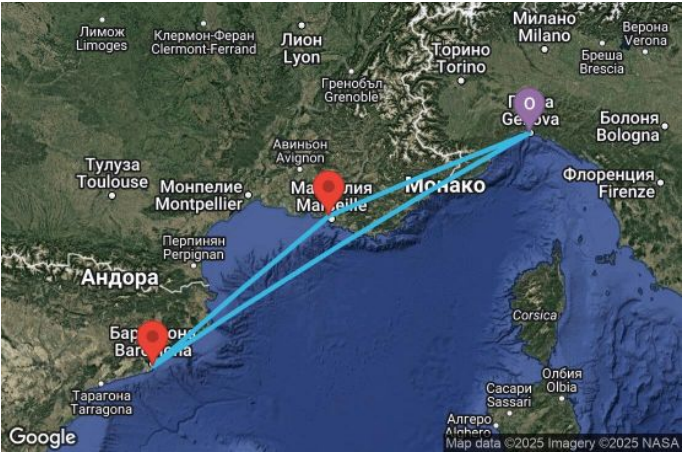 Лимож
Limoges
Клермон-Феран
Clermont-Ferrand
Лион
Lyon
Милано
Milano
Верона
Verona
Бреша
Brescia
Торино
Torino
Гренобъл
Grenoble
O
Genova
Болоня
Bologna
Авиньон
Avignon
Тулуза
Toulouse
Монпелие
Montpellier
Marseille
Монако
Флоренция
Firenze
Перпинян
Perpignan
Андора
Corsica
Barcelona
Тарагона
Tarragona
Олбия
Olbia
Сасари
Sassari
Алгеро
Alghero
Google
Map data ©2025 Imagery ©2025 NASA